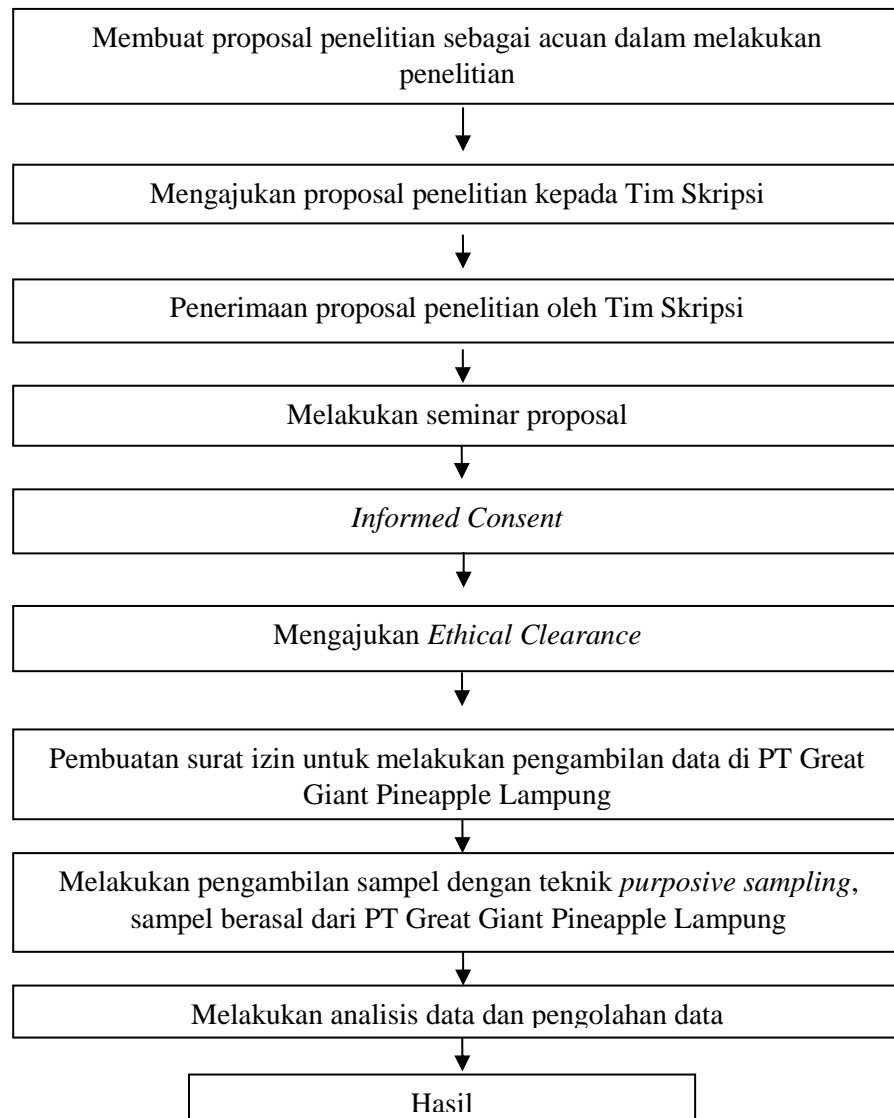 Membuat proposal penelitian sebagai acuan dalam melakukan
penelitian
Mengajukan proposal penelitian kepada Tim Skripsi
Penerimaan proposal penelitian oleh Tim Skripsi
Melakukan seminar proposal
Informed Consent
Mengajukan Ethical Clearance
Pembuatan surat izin untuk melakukan pengambilan data di PT Great
Giant Pineapple Lampung
Melakukan pengambilan sampel dengan teknik purposive sampling,
sampel berasal dari PT Great Giant Pineapple Lampung
Melakukan analisis data dan pengolahan data
Hasil